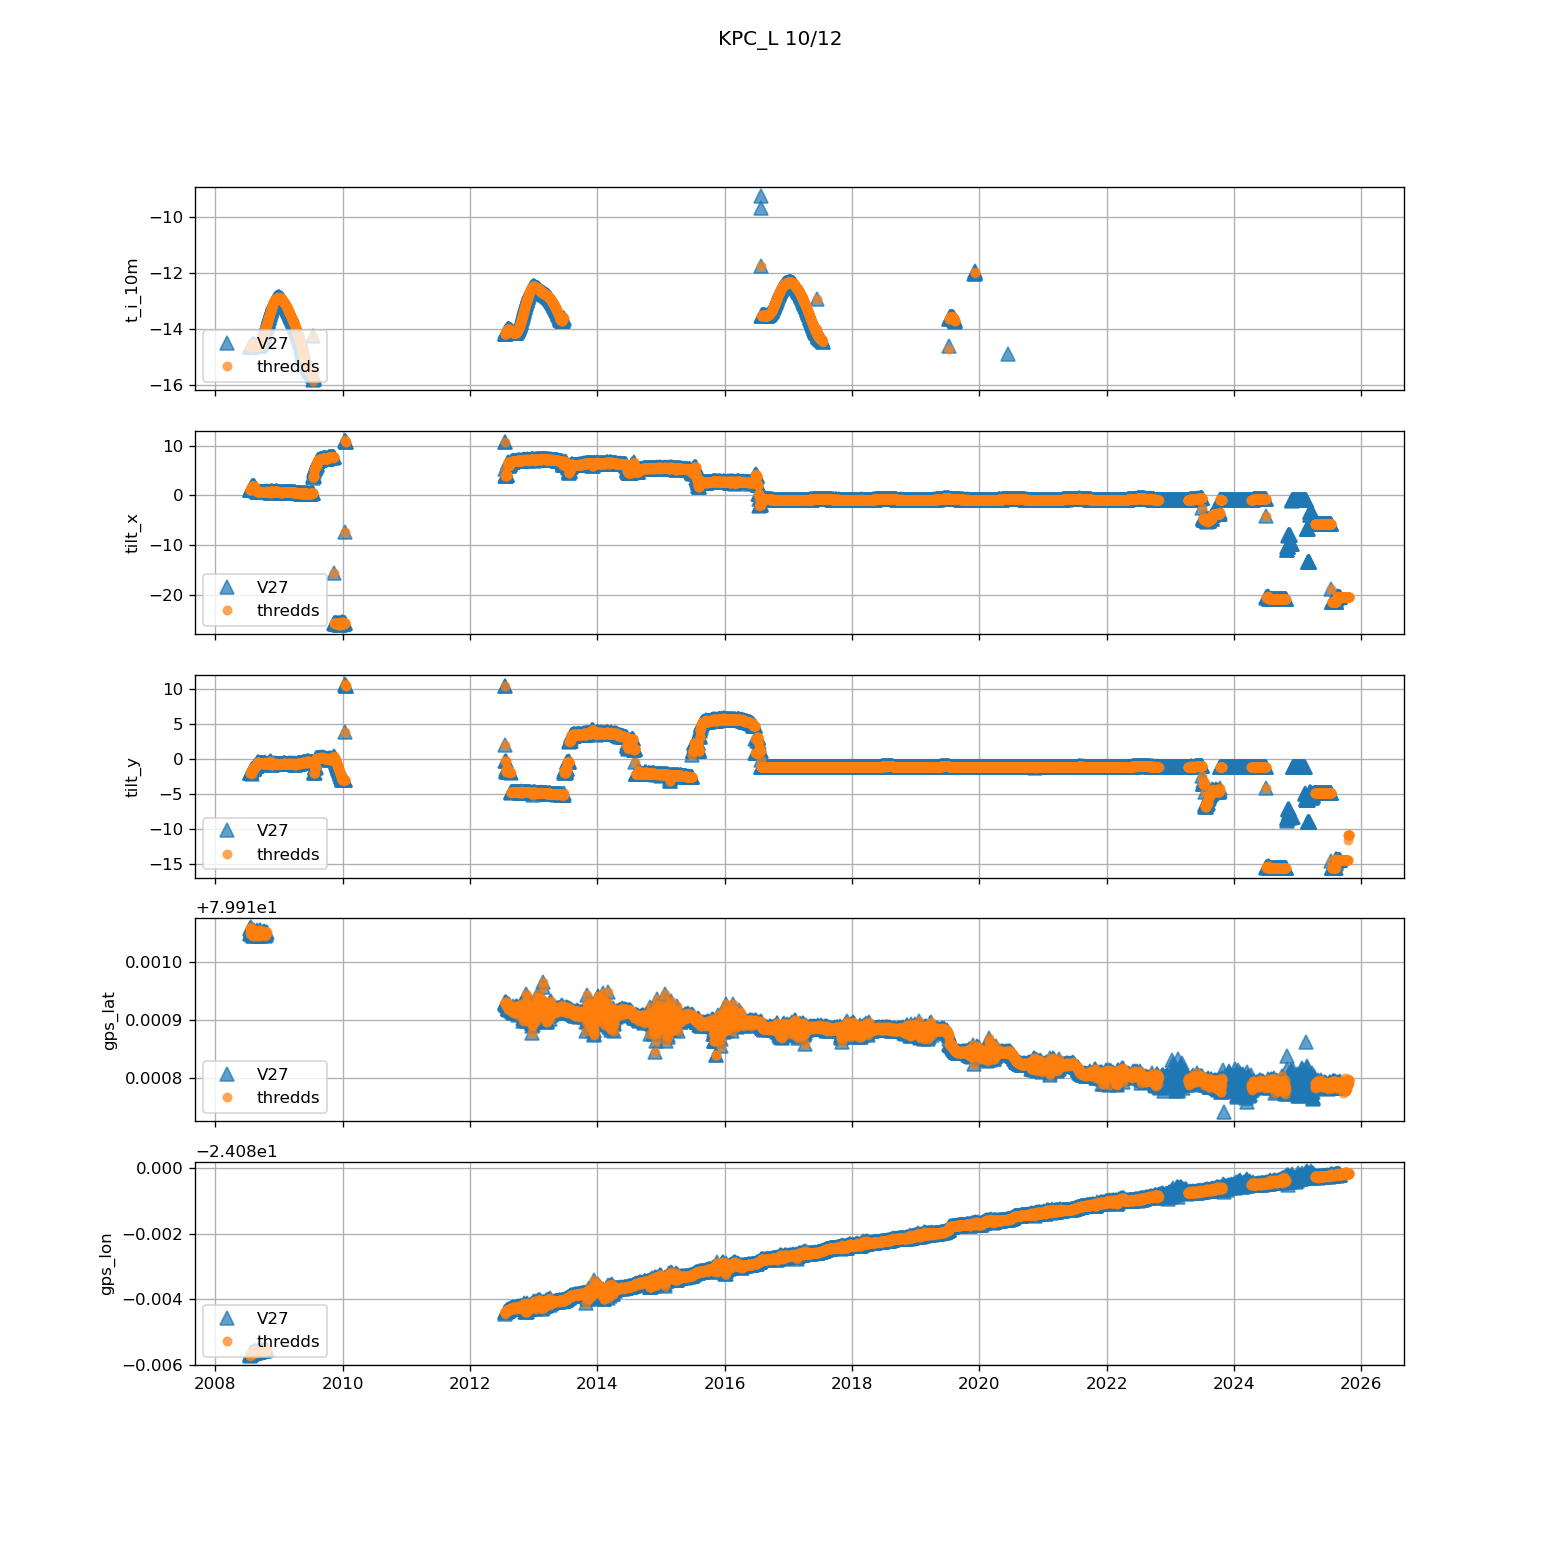 KPC_L 10/12
t_i_10m
−10
−12
−14
−16
V27
thredds
tilt_x
10
0
−10
−20
V27
thredds
tilt_y
10
5
0
−5
−10
−15
V27
thredds
+7.991e1
gps_lat
0.0010
0.0009
0.0008
V27
thredds
−2.408e1
gps_lon
0.000
−0.002
−0.004
−0.006
V27
thredds
2008 2010 2012 2014 2016 2018 2020 2022 2024 2026